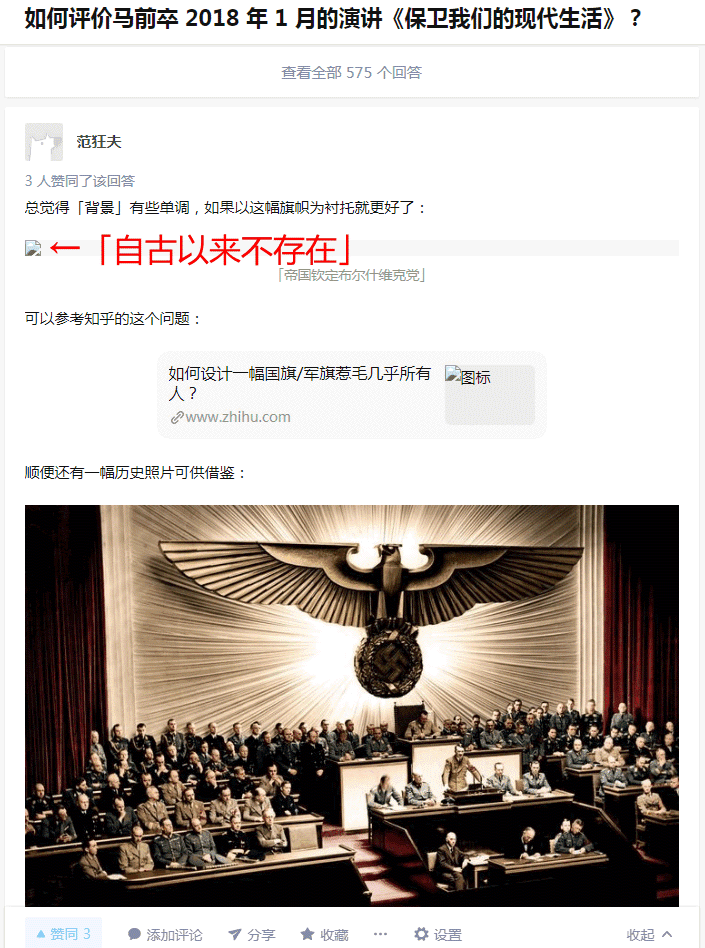 如何评价马前卒 2018 年 1 月的演讲《保卫我们的现代生活》？
查看全部 575 个回答
范狂夫
3 人赞同了该回答
总觉得「背景」有些单调，如果以这幅旗帜为衬托就更好了：
←「自古以来不存在」
「帝国钦定布尔什维克党」
可以参考知乎的这个问题：
如何设计一幅国旗/军旗惹毛几乎所有
人？
图标
www.zhihu.com
顺便还有一幅历史照片可供借鉴：
赞同 3 添加评论 分享 收藏 ··· 设置 收起